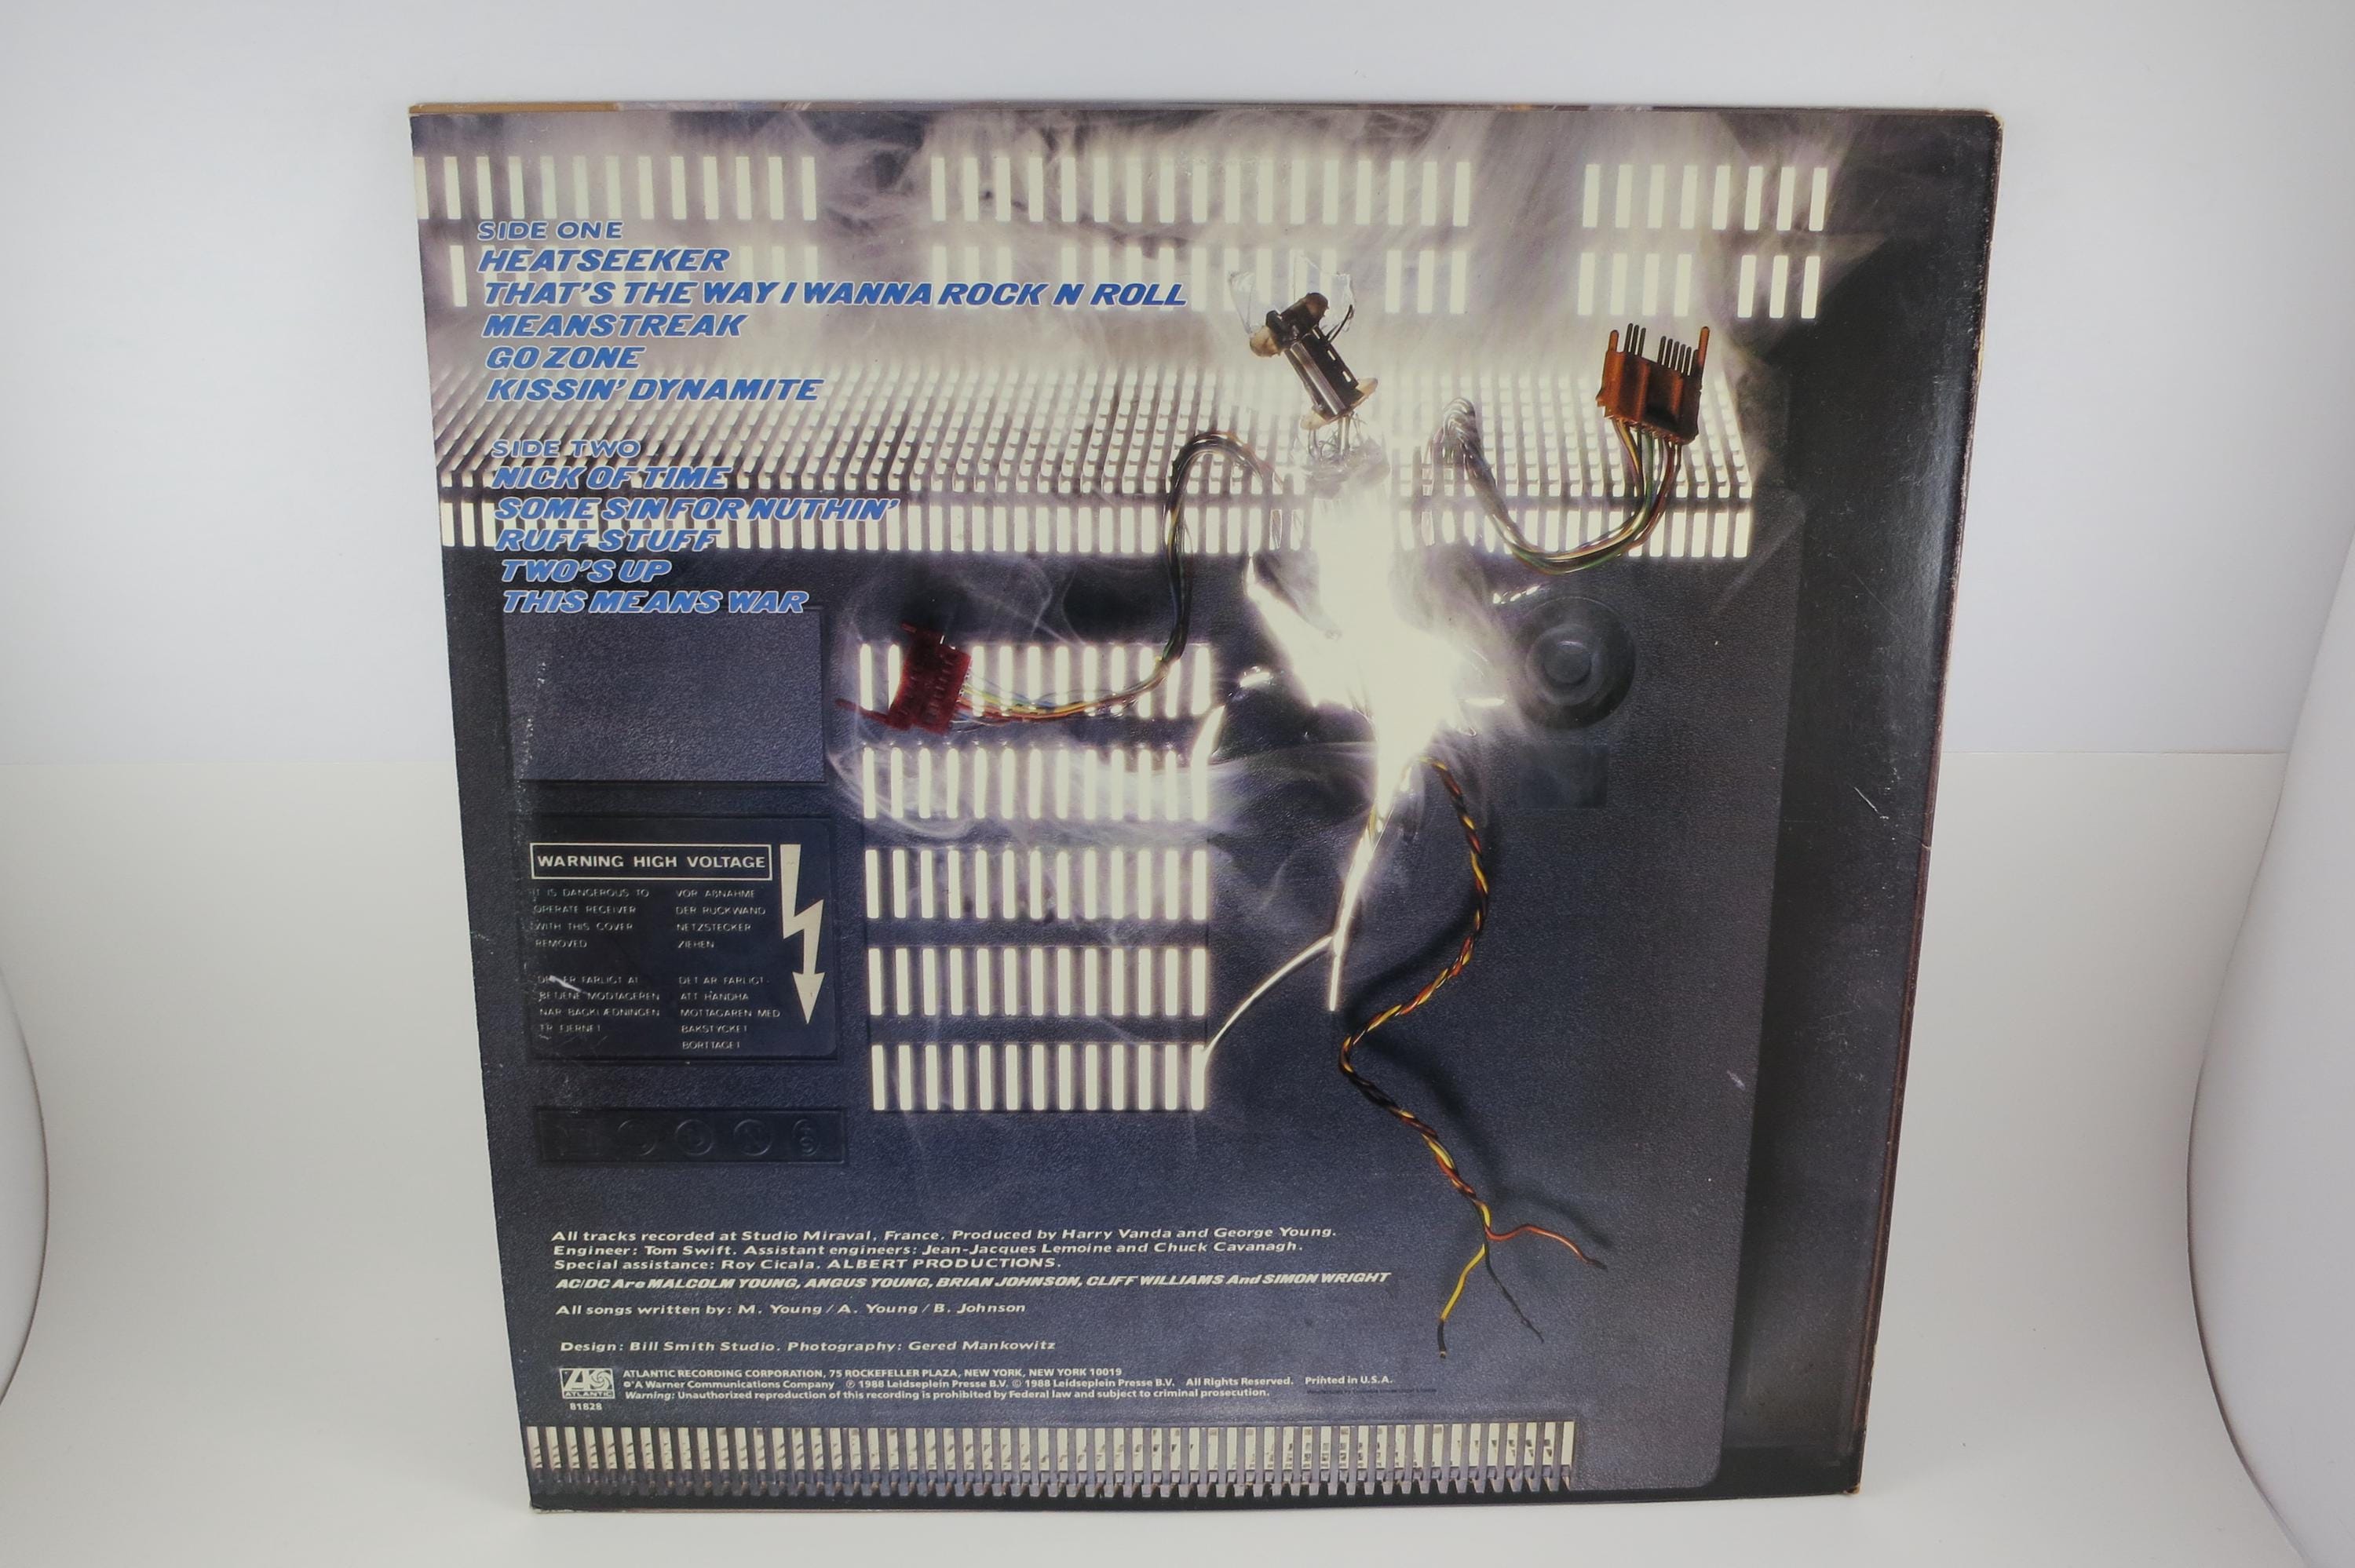 SIDE ONE
HEATSEEKER
THAT'S THE WAY I WANNA ROCK N ROLL
MEANSTREAK
GO ZONE
KISSIN' DYNAMITE
SIDE TWO
NICK OF TIME
SOME SIN FOR NUTHIN'
RUFF STUFF
TWO'S UP
THIS MEANS WAR
WARNING HIGH VOLTAGE
IT IS DANGEROUS TO
OPERATE RECEIVER
WITH THIS COVER
REMOVED
VOR ABNAHME
DER RUCKWAND
NETZSTECKER
ZIEHEN
FARLIGT AT
BETJENE MODTAGEREN
NAR BACKLÆDNINGEN
DET AR FARLIGT
ATT HANDHA
MOTTAGAREN MED
BAKSTYCKET
BORTTAGET
All tracks recorded at Studio Miraval, France. Produced by Harry Vanda and George Young.
Engineer: Tom Swift. Assistant engineers: Jean-Jacques Lemoine and Chuck Cavanagh.
Special assistance: Roy Cicala. ALBERT PRODUCTIONS.
AC/DC Are MALCOLM YOUNG, ANGUS YOUNG, BRIAN JOHNSON, CLIFF WILLIAMS And SIMON WRIGHT
All songs written by: M. Young / A. Young / B. Johnson
Design: Bill Smith Studio. Photography: Gered Mankowitz
ATLANTIC
81828
ATLANTIC RECORDING CORPORATION, 75 ROCKEFELLER PLAZA, NEW YORK, NEW YORK 10019
A Warner Communications Company ℗ 1988 Leidseplein Presse B.V. © 1988 Leidseplein Presse B.V. All Rights Reserved. Printed in U.S.A.
Warning: Unauthorized reproduction of this recording is prohibited by Federal law and subject to criminal prosecution.